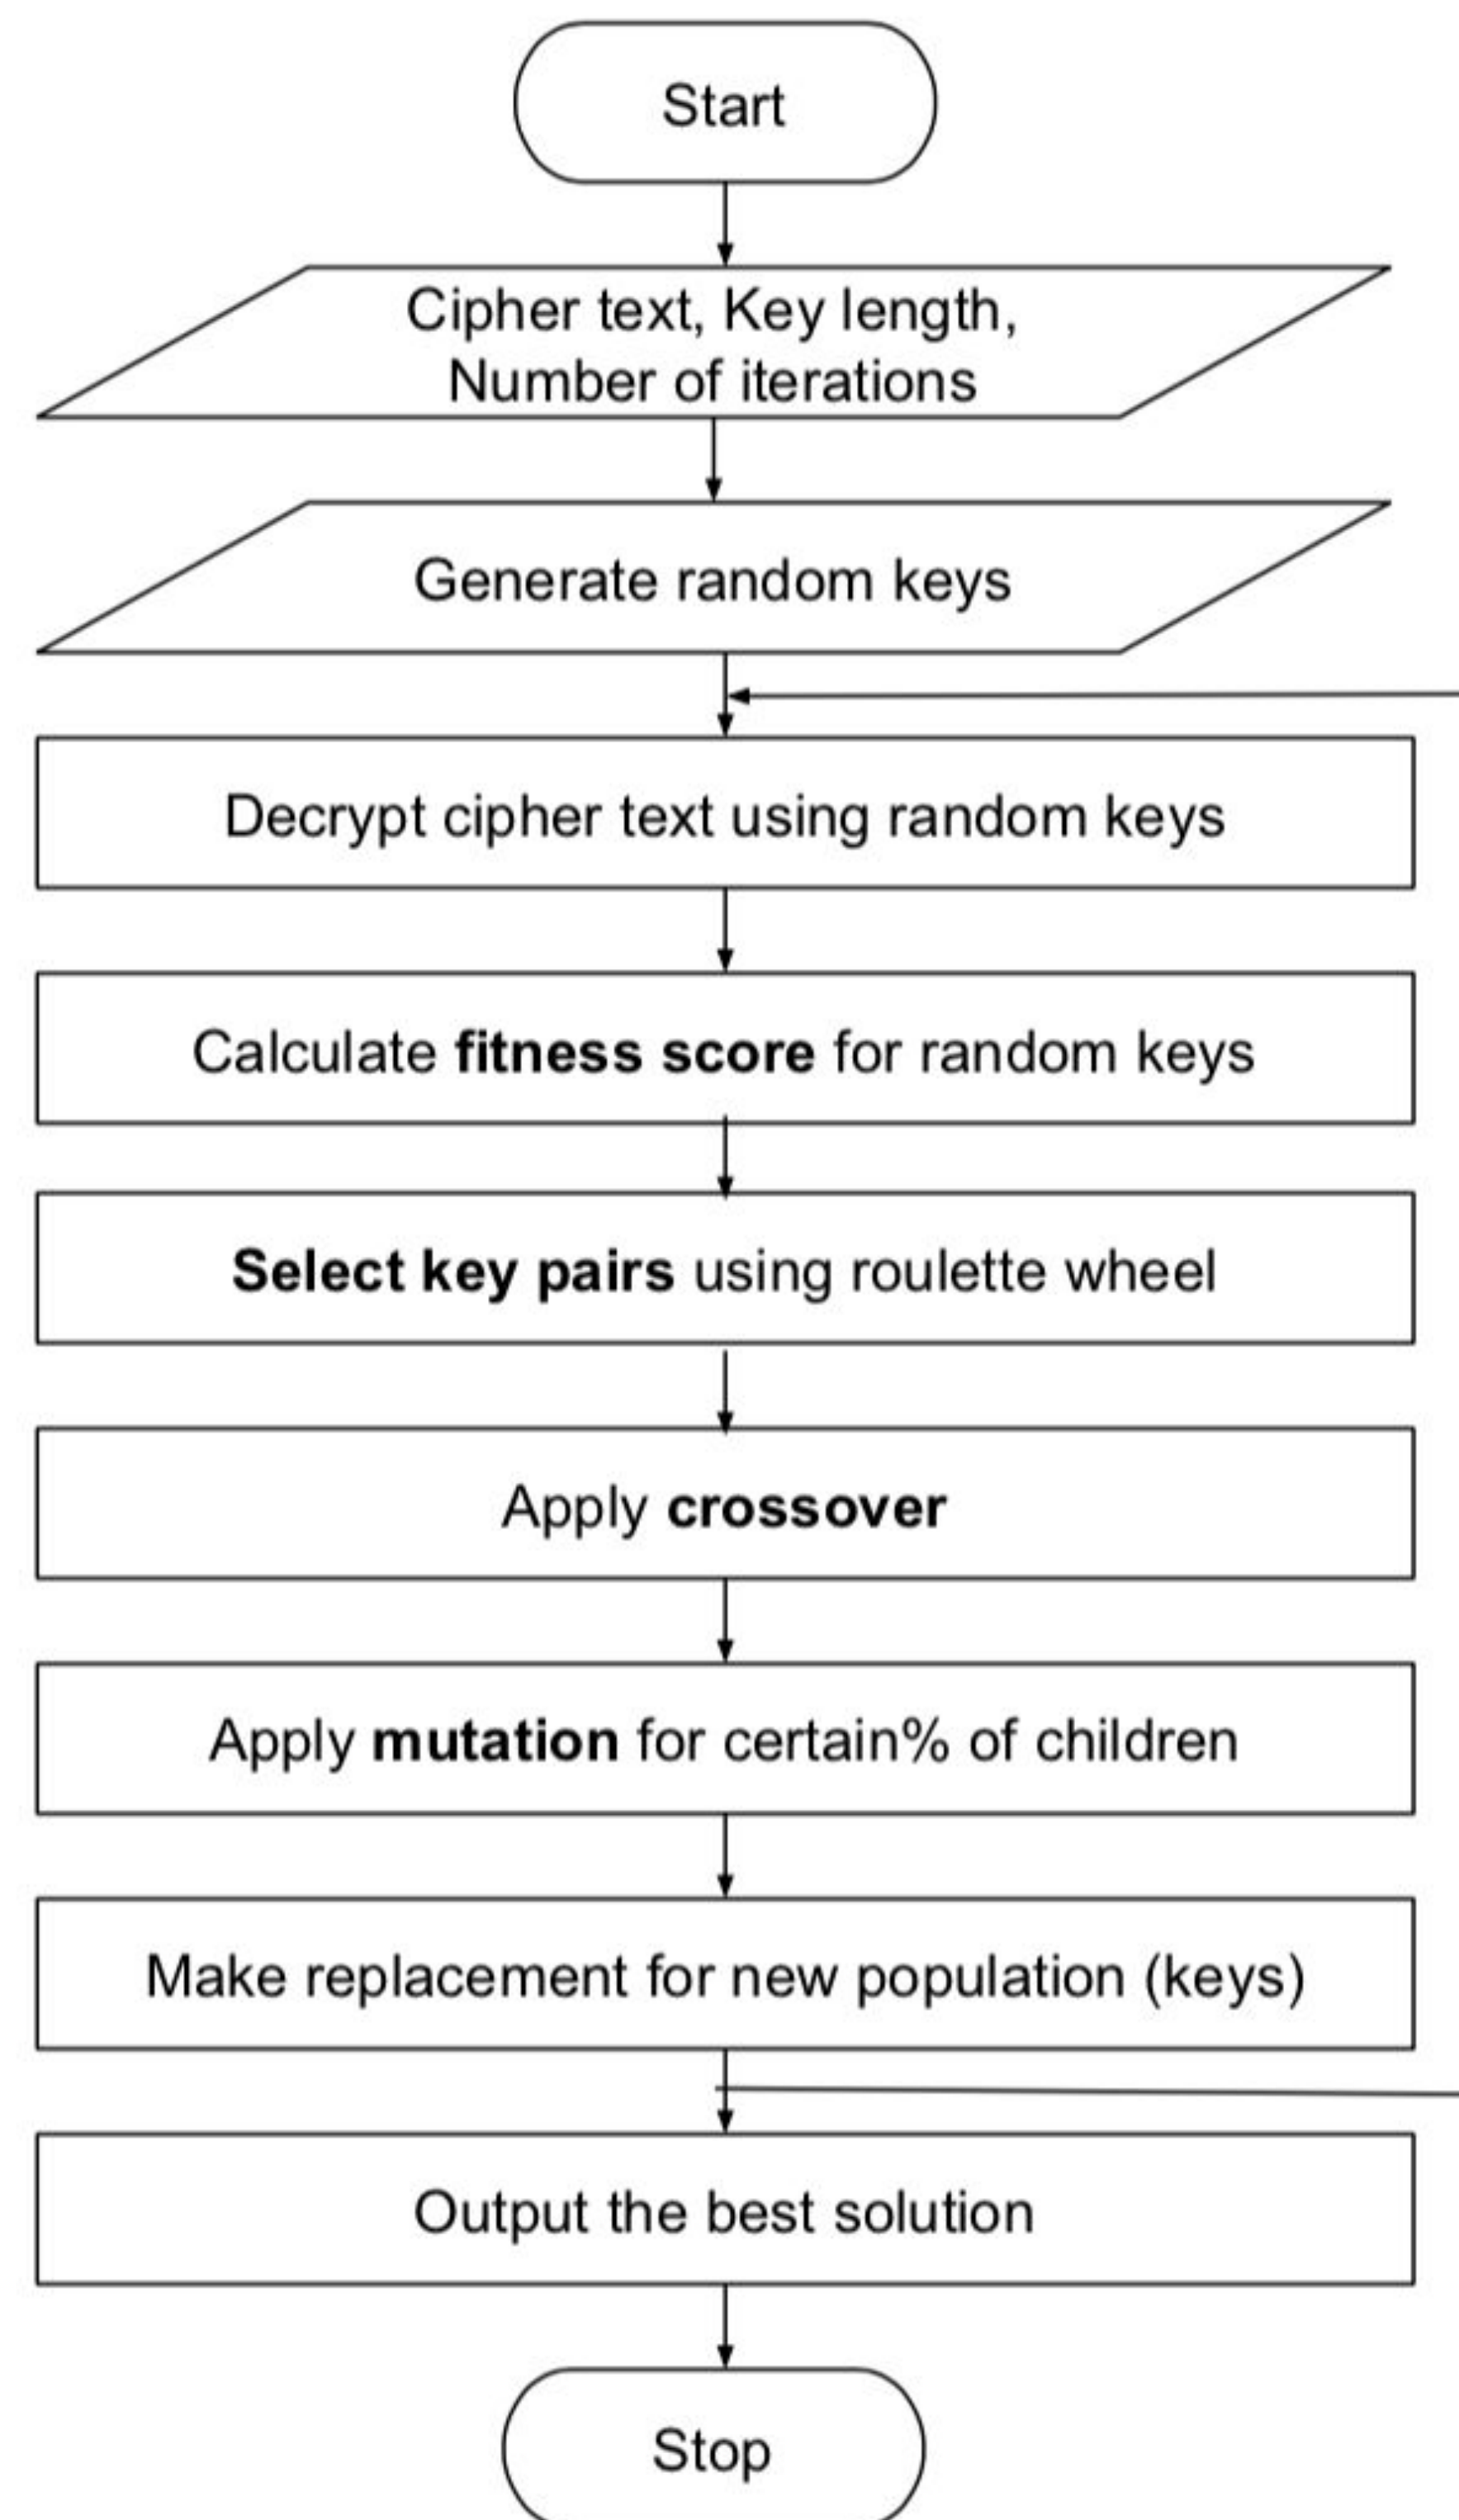 Start
Cipher text, Key length,
Number of iterations
Generate random keys
Decrypt cipher text using random keys
Calculate fitness score for random keys
Select key pairs using roulette wheel
Apply crossover
Apply mutation for certain% of children
Make replacement for new population (keys)
Output the best solution
Stop